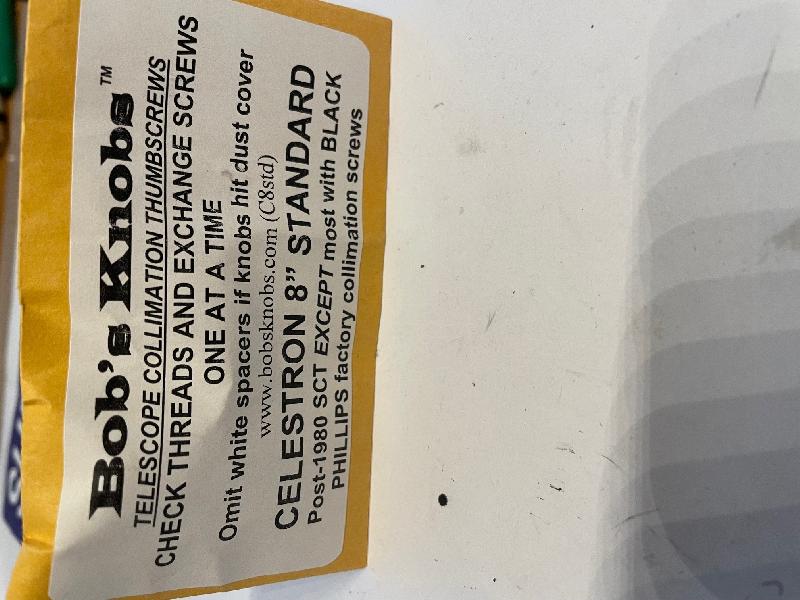 Bob's Knobs™
TELESCOPE COLLIMATION THUMBSCREWS
CHECK THREADS AND EXCHANGE SCREWS
ONE AT A TIME
Omit white spacers if knobs hit dust cover
www.bobsknobs.com (C8std)
CELESTRON 8” STANDARD
Post-1980 SCT EXCEPT most with BLACK
PHILLIPS factory collimation screws